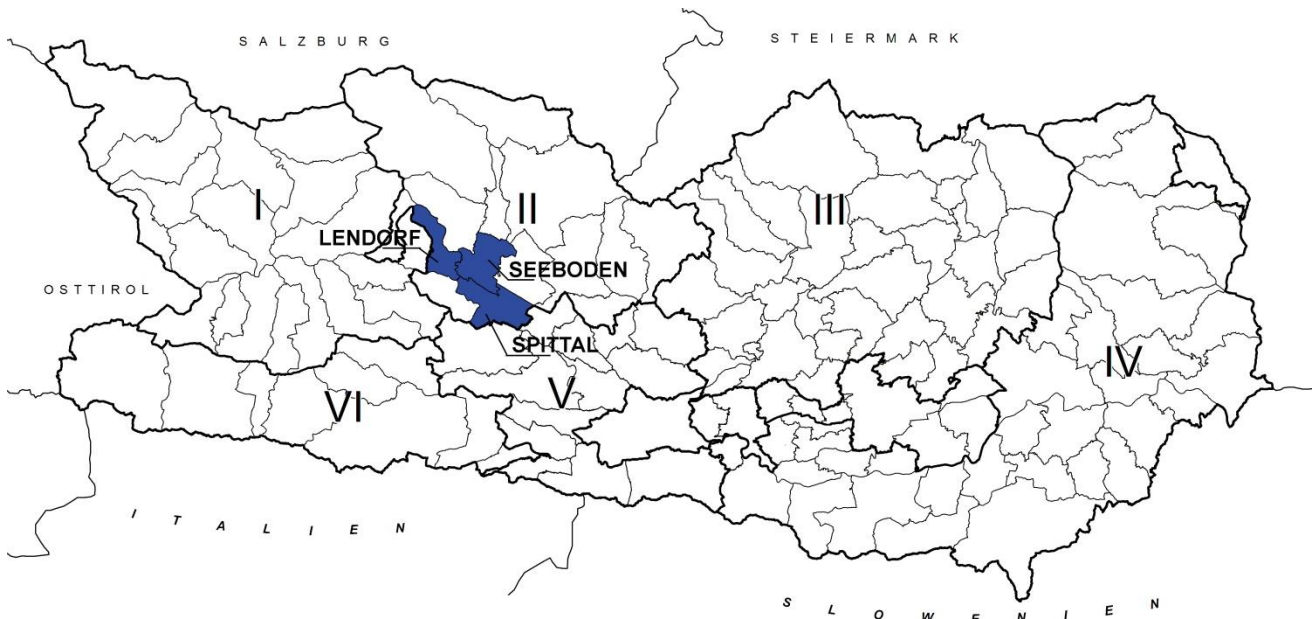 SALZBURG
STEIERMARK
I
II
III
LENDORF
SEEBODEN
OSTTIROL
SPITTAL
IV
V
VI
ITALIEN
SLOWENIEN